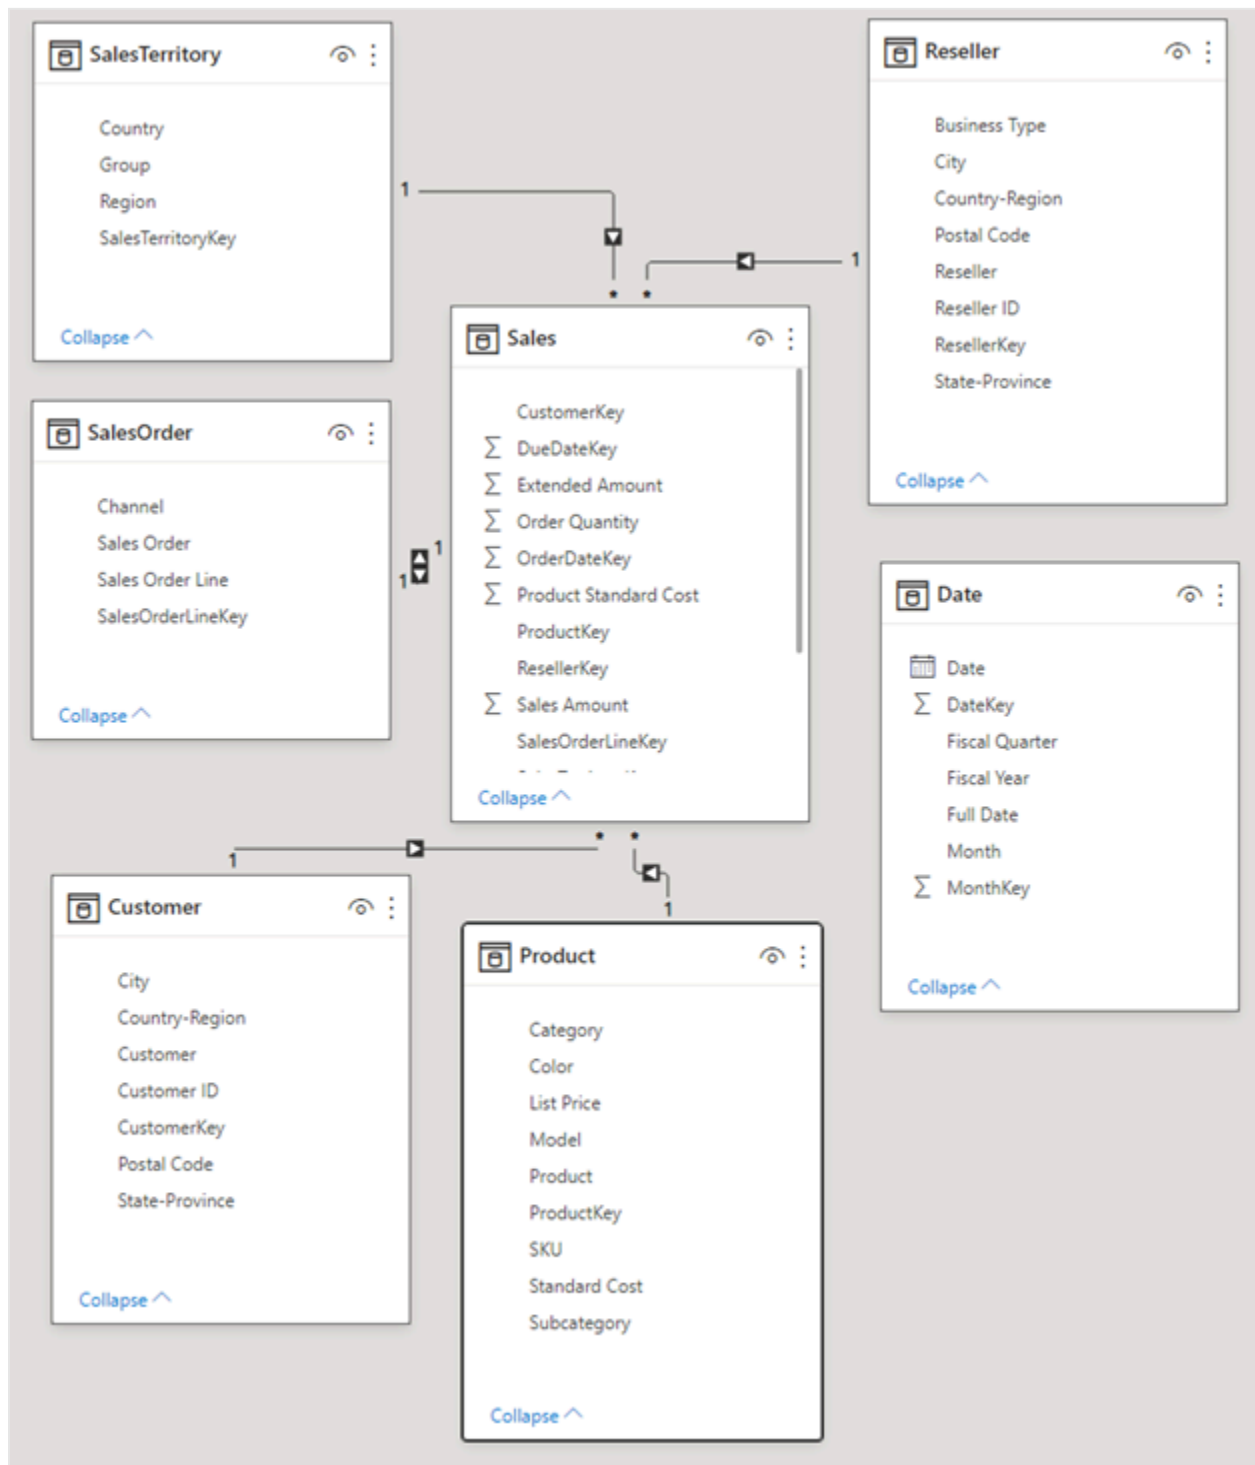 SalesTerritory
Country
Group
Region
SalesTerritoryKey
Collapse
1
Reseller
Business Type
City
Country-Region
Postal Code
Reseller
Reseller ID
ResellerKey
State-Province
Collapse
1
* *
SalesOrder
Channel
Sales Order
Sales Order Line
SalesOrderLineKey
Collapse
1
1
Sales
CustomerKey
Σ DueDateKey
Σ Extended Amount
Σ Order Quantity
Σ OrderDateKey
Σ Product Standard Cost
ProductKey
ResellerKey
Σ Sales Amount
SalesOrderLineKey
Collapse
* *
1
1
Date
Date
Σ DateKey
Fiscal Quarter
Fiscal Year
Full Date
Month
Σ MonthKey
Collapse
Customer
City
Country-Region
Customer
Customer ID
CustomerKey
Postal Code
State-Province
Collapse
Product
Category
Color
List Price
Model
Product
ProductKey
SKU
Standard Cost
Subcategory
Collapse